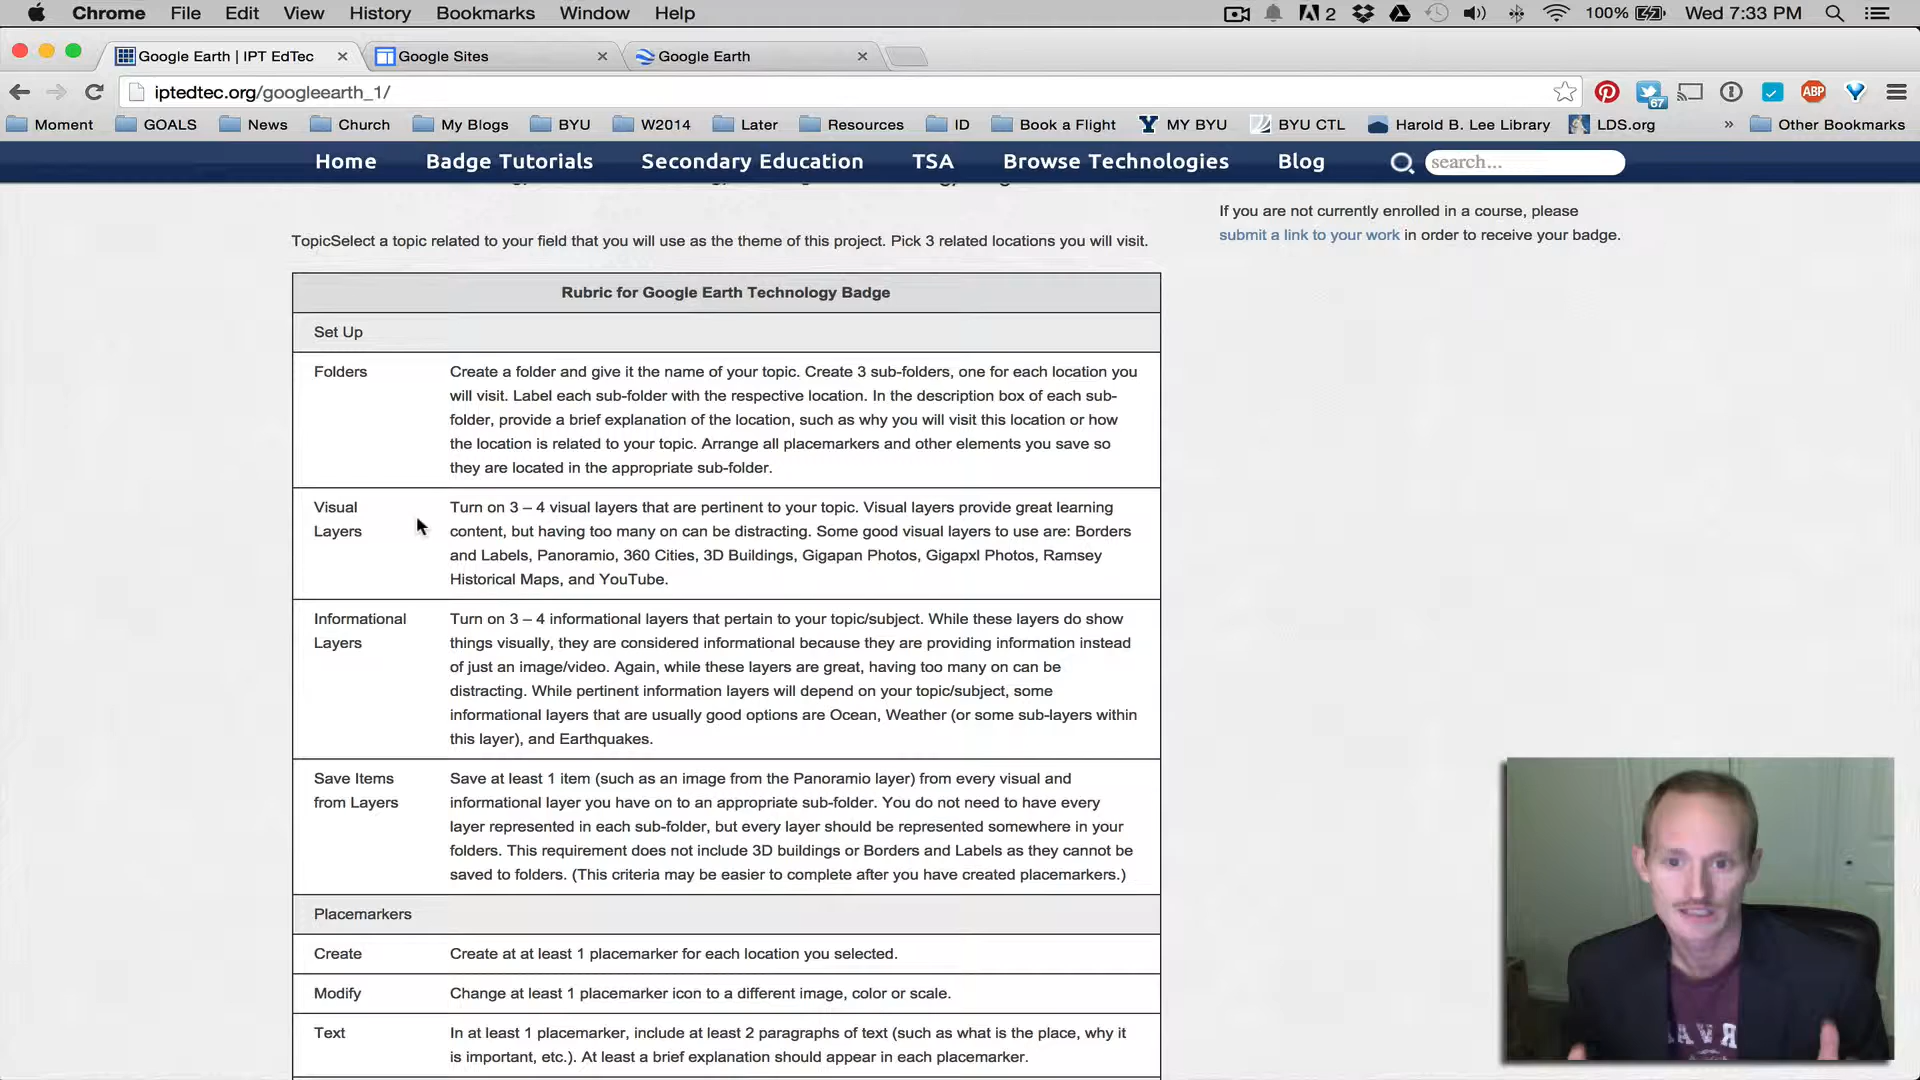 Chrome File Edit View History Bookmarks Window Help 2 100% Wed 7:33 PM
Google Earth | IPT EdTec Google Sites Google Earth
iptedtec.org/googleearth_1/ 67 ABP
Moment GOALS News Church My Blogs BYU W2014 Later Resources ID Book a Flight MY BYU BYU CTL Harold B. Lee Library LDS.org » Other Bookmarks
Home Badge Tutorials Secondary Education TSA Browse Technologies Blog search...
If you are not currently enrolled in a course, please
submit a link to your work in order to receive your badge.
TopicSelect a topic related to your field that you will use as the theme of this project. Pick 3 related locations you will visit.
Rubric for Google Earth Technology Badge
Set Up
Folders
Create a folder and give it the name of your topic. Create 3 sub-folders, one for each location you
will visit. Label each sub-folder with the respective location. In the description box of each sub-
folder, provide a brief explanation of the location, such as why you will visit this location or how
the location is related to your topic. Arrange all placemarkers and other elements you save so
they are located in the appropriate sub-folder.
Visual
Layers
Turn on 3 – 4 visual layers that are pertinent to your topic. Visual layers provide great learning
content, but having too many on can be distracting. Some good visual layers to use are: Borders
and Labels, Panoramio, 360 Cities, 3D Buildings, Gigapan Photos, Gigapxl Photos, Ramsey
Historical Maps, and YouTube.
Informational
Layers
Turn on 3 – 4 informational layers that pertain to your topic/subject. While these layers do show
things visually, they are considered informational because they are providing information instead
of just an image/video. Again, while these layers are great, having too many on can be
distracting. While pertinent information layers will depend on your topic/subject, some
informational layers that are usually good options are Ocean, Weather (or some sub-layers within
this layer), and Earthquakes.
Save Items
from Layers
Save at least 1 item (such as an image from the Panoramio layer) from every visual and
informational layer you have on to an appropriate sub-folder. You do not need to have every
layer represented in each sub-folder, but every layer should be represented somewhere in your
folders. This requirement does not include 3D buildings or Borders and Labels as they cannot be
saved to folders. (This criteria may be easier to complete after you have created placemarkers.)
Placemarkers
Create
Create at at least 1 placemarker for each location you selected.
Modify
Change at least 1 placemarker icon to a different image, color or scale.
Text
In at least 1 placemarker, include at least 2 paragraphs of text (such as what is the place, why it
is important, etc.). At least a brief explanation should appear in each placemarker.